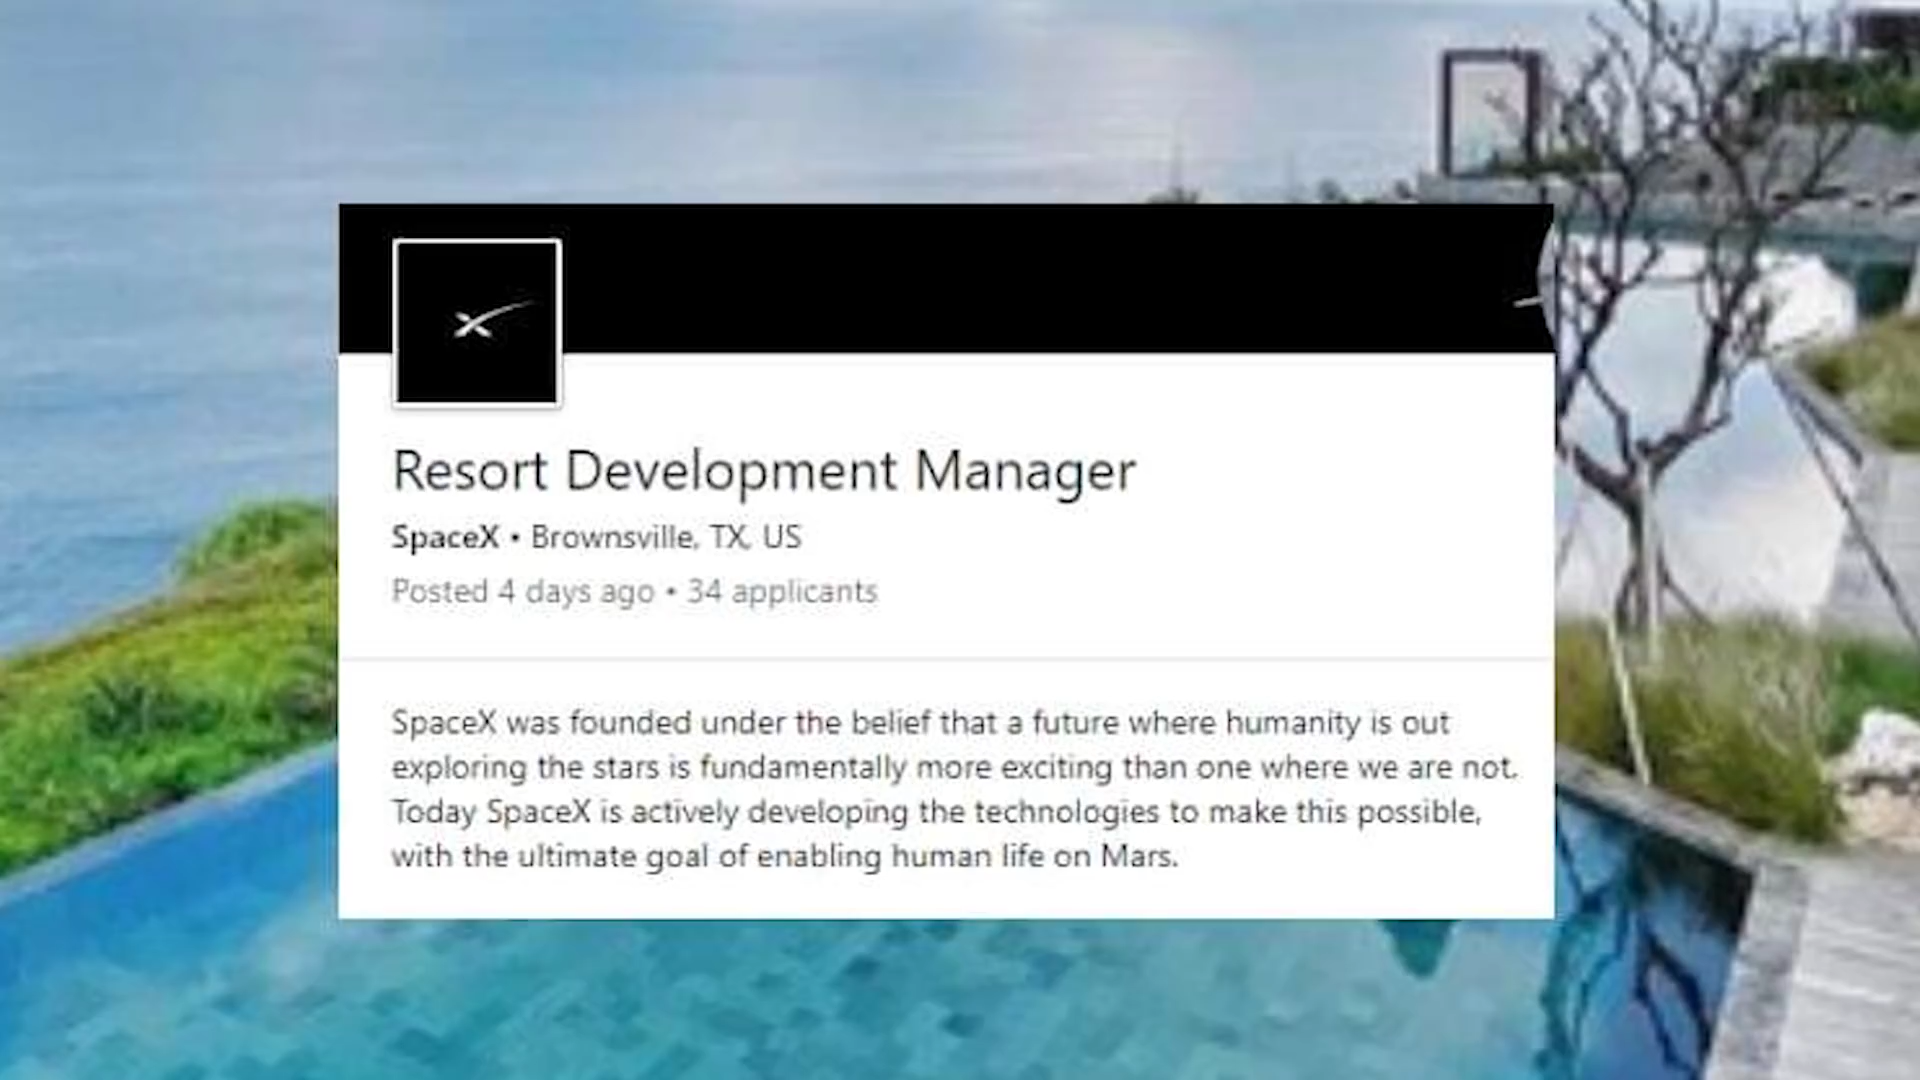 Resort Development Manager
SpaceX • Brownsville, TX, US
Posted 4 days ago • 34 applicants
SpaceX was founded under the belief that a future where humanity is out
exploring the stars is fundamentally more exciting than one where we are not.
Today SpaceX is actively developing the technologies to make this possible,
with the ultimate goal of enabling human life on Mars.